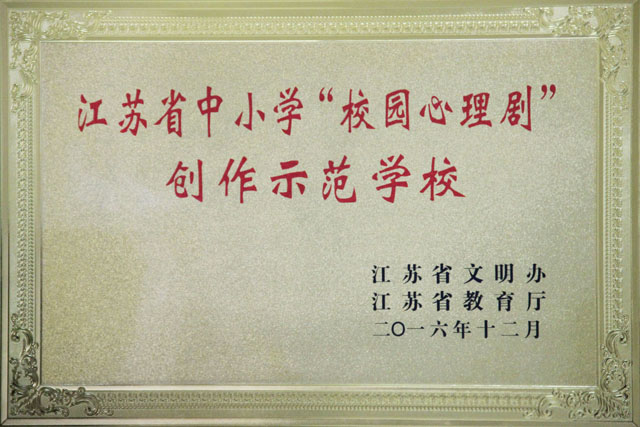 江苏省中小学“校园心理剧”
创作示范学校
江苏省文明办
江苏省教育厅
二〇一六年十二月